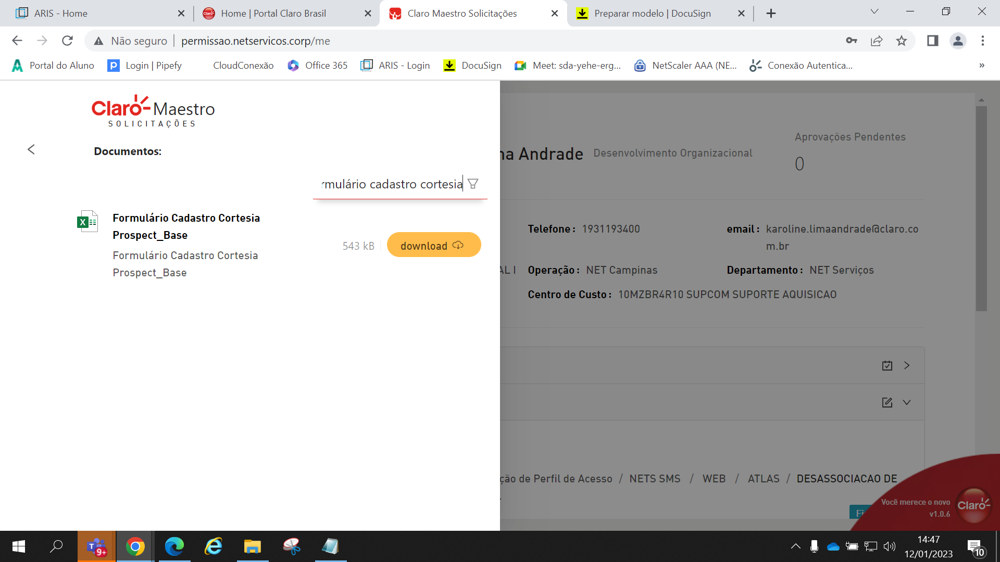 ARIS - Home
Home | Portal Claro Brasil
Claro Maestro Solicitações
Preparar modelo | DocuSign
Não seguro
permissao.netservicos.corp/me
Portal do Aluno
Login | Pipefy
CloudConexão
Office 365
ARIS - Login
DocuSign
Meet: sda-yehe-erg...
NetScaler AAA (NE...
Conexão Autentica...
»
Claro Maestro
SOLICITAÇÕES
Documentos:
rmulário cadastro cortesia
Formulário Cadastro Cortesia
Prospect_Base
Formulário Cadastro Cortesia
Prospect_Base
543 kB
download
na Andrade
Desenvolvimento Organizacional
Aprovações Pendentes
0
Telefone : 1931193400
email : karoline.limaandrade@claro.co
m.br
AL I
Operação : NET Campinas
Departamento : NET Serviços
Centro de Custo : 10MZBR4R10 SUPCOM SUPORTE AQUISICAO
ção de Perfil de Acesso / NETS SMS / WEB / ATLAS / DESASSOCIACAO DE
Fi
Você merece o novo
v1.0.6
Claro
9+
14:47
12/01/2023
10